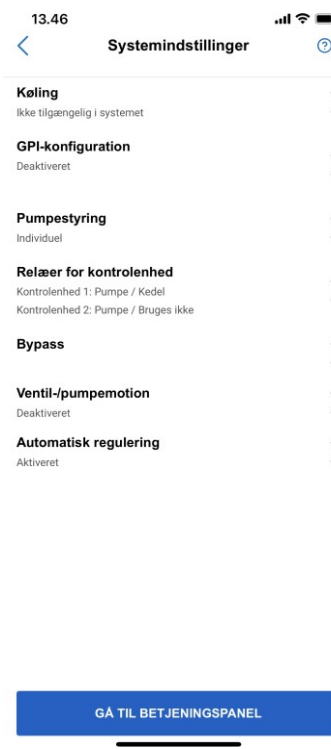 13.46
Systemindstillinger
Køling
Ikke tilgængelig i systemet
GPI-konfiguration
Deaktiveret
Pumpestyring
Individuel
Relæer for kontrolenhed
Kontrolenhed 1: Pumpe / Kedel
Kontrolenhed 2: Pumpe / Bruges ikke
Bypass
Ventil-/pumpemotion
Deaktiveret
Automatisk regulering
Aktiveret
GÅ TIL BETJENINGSPANEL